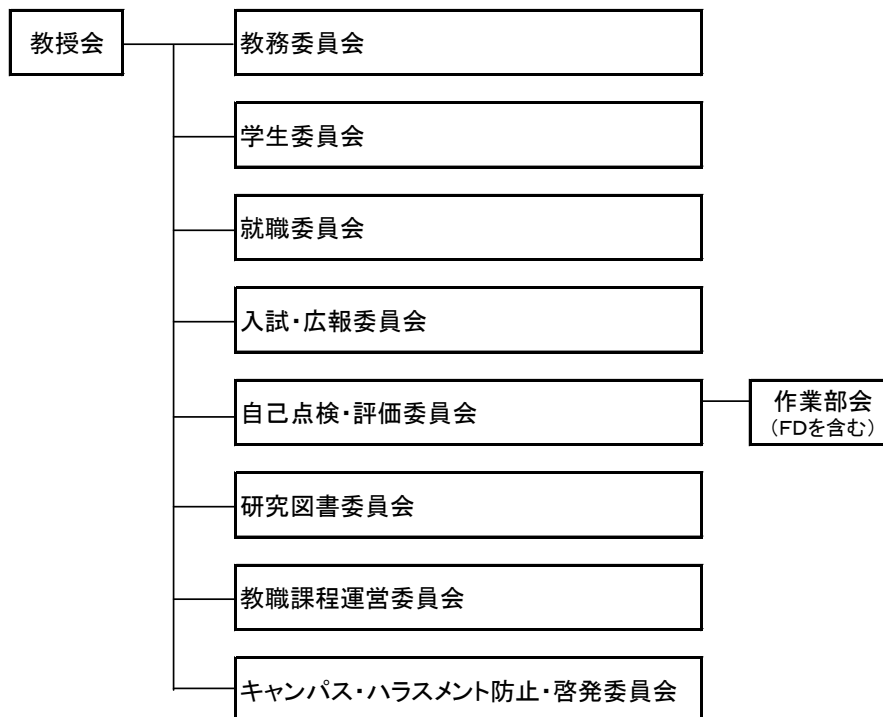 教授会
教務委員会
学生委員会
就職委員会
入試・広報委員会
自己点検・評価委員会
作業部会
（FDを含む）
研究図書委員会
教職課程運営委員会
キャンパス・ハラスメント防止・啓発委員会